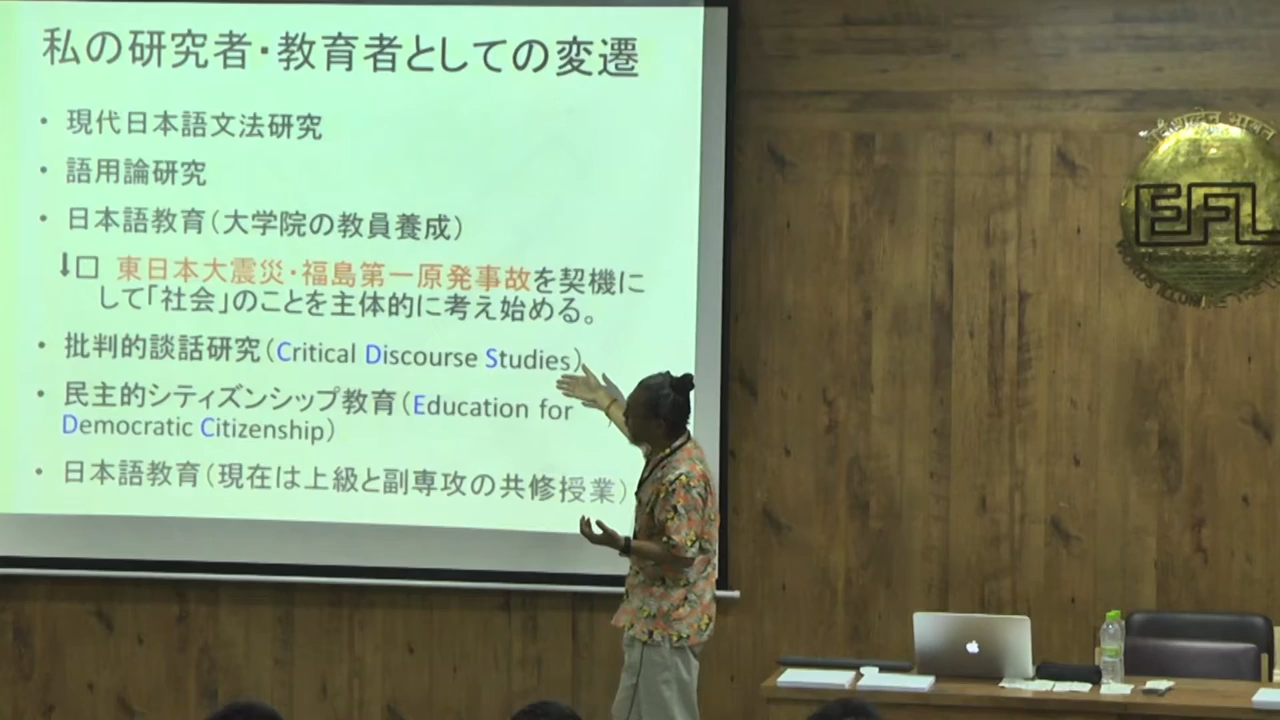 私の研究者・教育者としての変遷
• 現代日本語文法研究
• 語用論研究
• 日本語教育(大学院の教員養成)
↓□ 東日本大震災・福島第一原発事故を契機に
して「社会」のことを主体的に考え始める。
• 批判的談話研究(Critical Discourse Studies)
• 民主的シティズンシップ教育(Education for
Democratic Citizenship)
• 日本語教育(現在は上級と副専攻の共修授業)
EFL